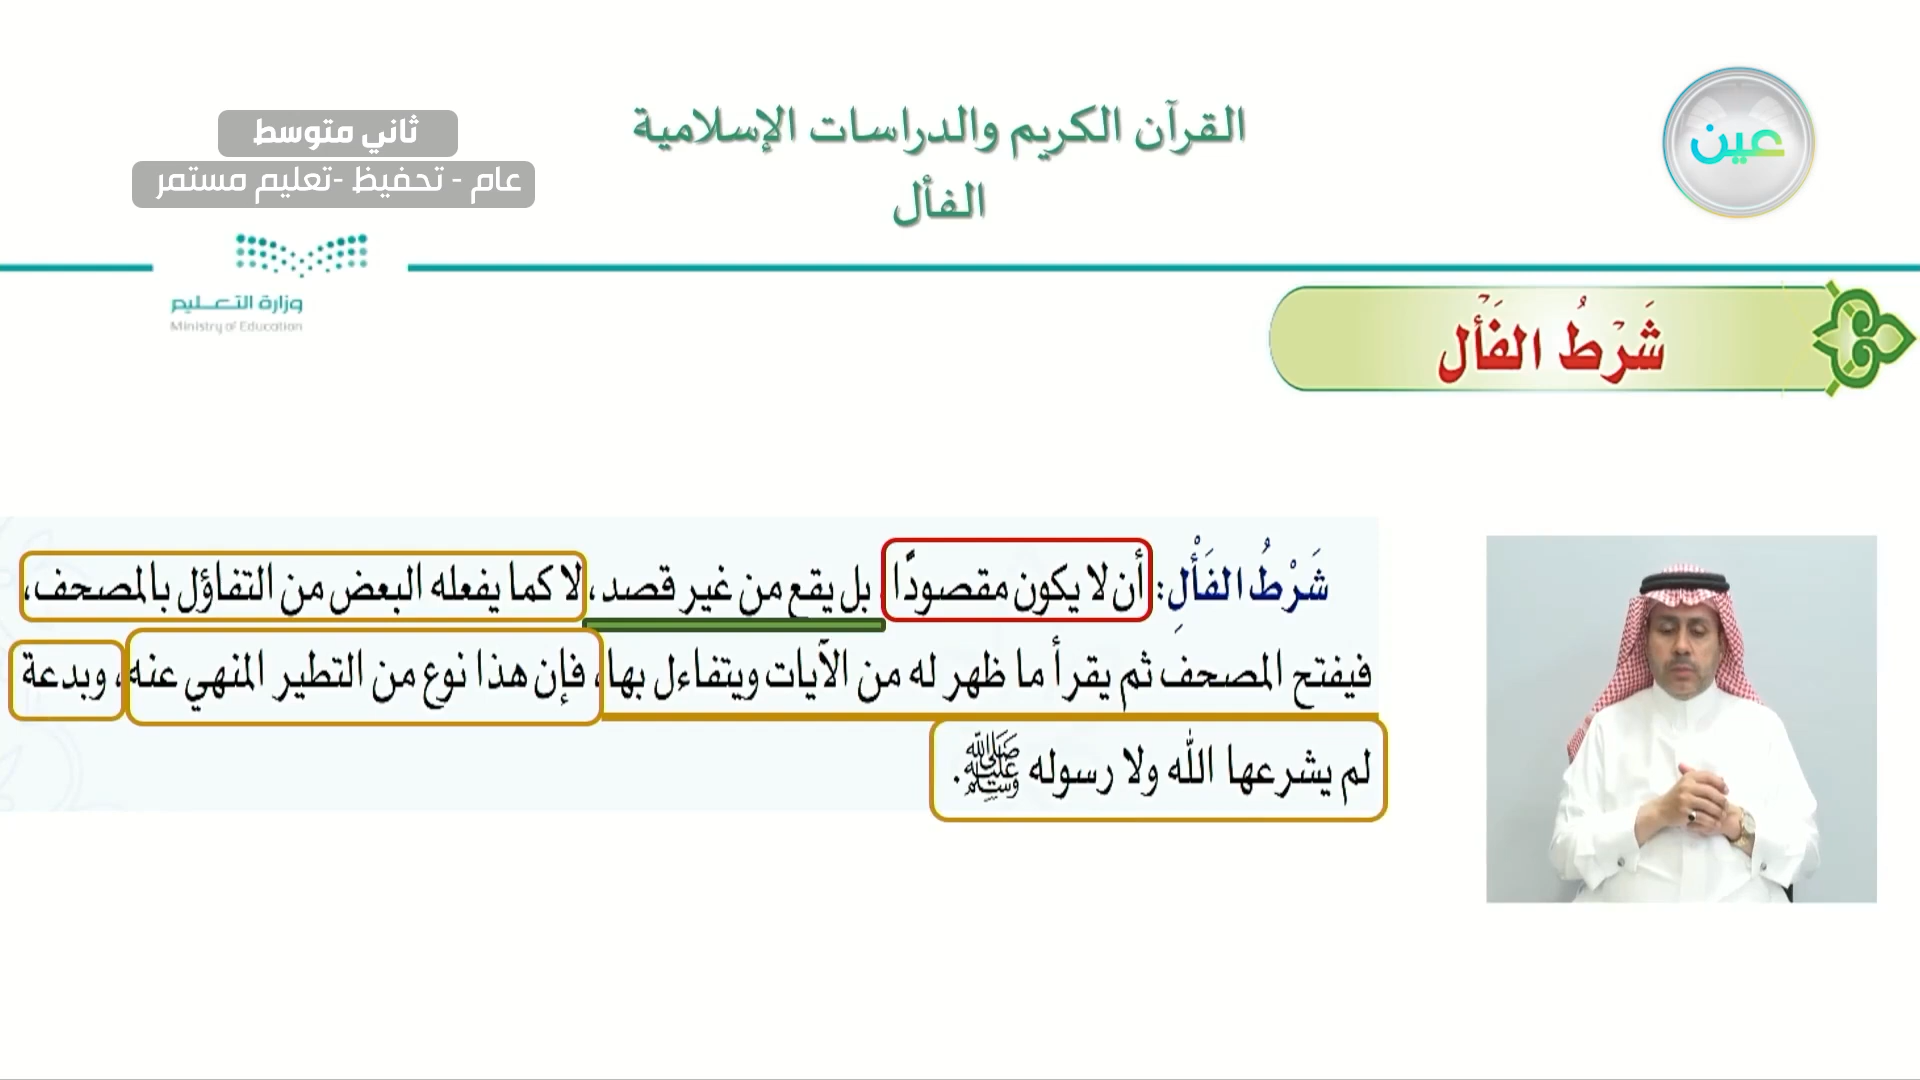 القرآن الكريم والدراسات الإسلامية
الفأل
عين
ثاني متوسط
عام - تحفيظ -تعليم مستمر
وزارة التعليم
Ministry of Education
شَرْطُ الفَأْل
شَرْطُ الفَأْلِ: أن لا يكون مقصودًا، بل يقع من غير قصد، لا كما يفعله البعض من التفاؤل بالمصحف،
فيفتح المصحف ثم يقرأ ما ظهر له من الآيات ويتفاءل بها، فإن هذا نوع من التطير المنهي عنه، وبدعة
لم يشرعها الله ولا رسوله ﷺ.